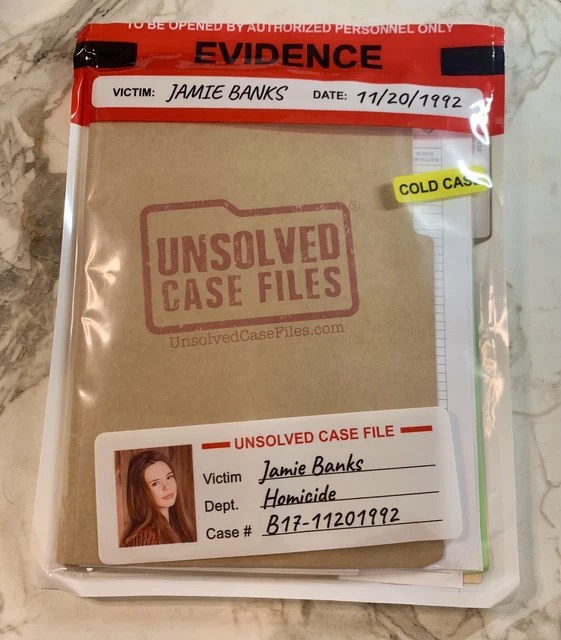 TO BE OPENED BY AUTHORIZED PERSONNEL ONLY
EVIDENCE
VICTIM: JAMIE BANKS DATE: 11/20/1992
COLD CASE
UNSOLVED
CASE FILES
®
UnsolvedCaseFiles.com
UNSOLVED CASE FILE
Victim Jamie Banks
Dept. Homicide
Case # B17-11201992